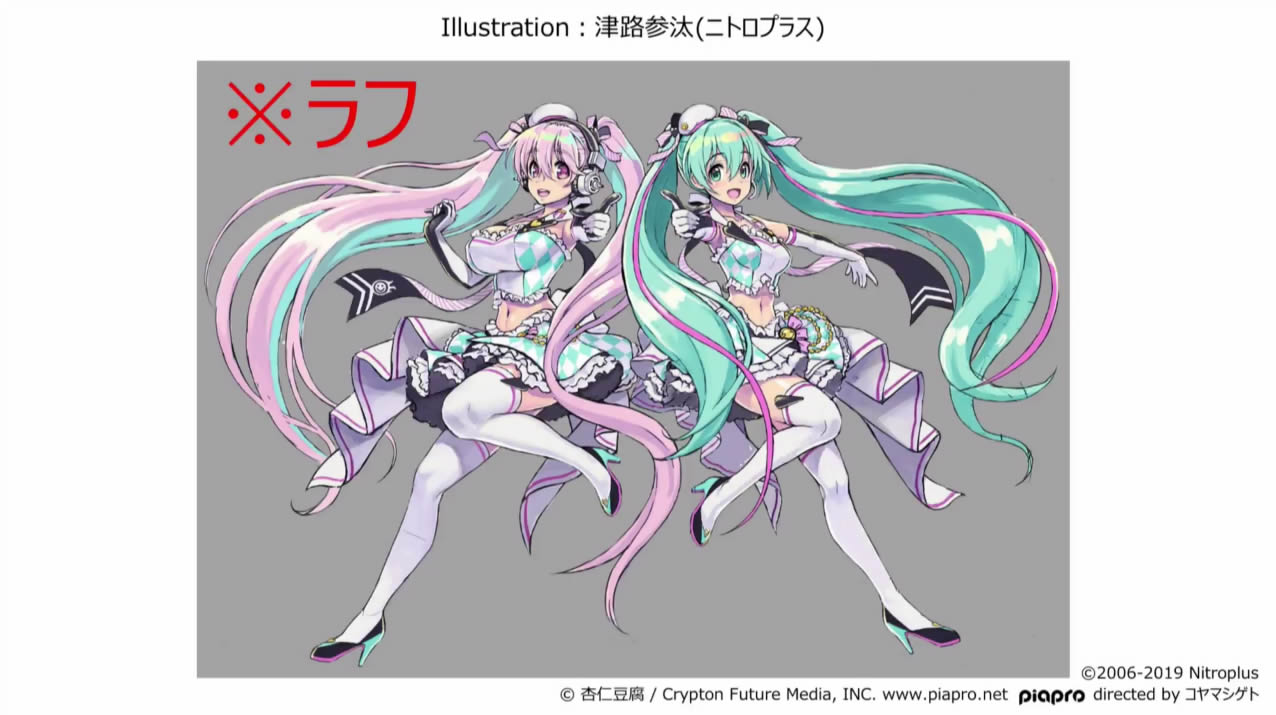 Illustration : 津路参汰(ニトロプラス)
※ラフ
©2006-2019 Nitroplus
© 杏仁豆腐 / Crypton Future Media, INC. www.piapro.net piapro directed by コヤマシゲト